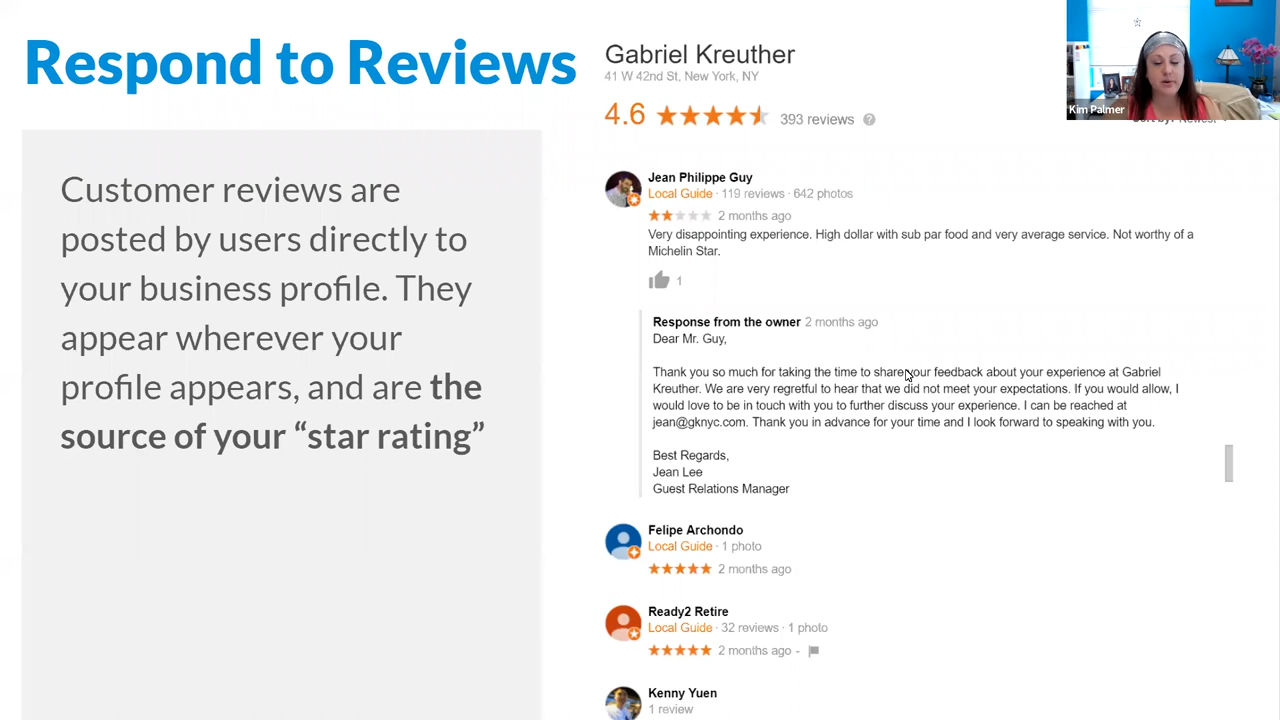 Respond to Reviews
Customer reviews are
posted by users directly to
your business profile. They
appear wherever your
profile appears, and are the
source of your “star rating”
Gabriel Kreuther
41 W 42nd St, New York, NY
4.6 393 reviews ?
Kim Palmer
Jean Philippe Guy
Local Guide · 119 reviews · 642 photos
2 months ago
Very disappointing experience. High dollar with sub par food and very average service. Not worthy of a
Michelin Star.
1
Response from the owner 2 months ago
Dear Mr. Guy,
Thank you so much for taking the time to share your feedback about your experience at Gabriel
Kreuther. We are very regretful to hear that we did not meet your expectations. If you would allow, I
would love to be in touch with you to further discuss your experience. I can be reached at
jean@gknyc.com. Thank you in advance for your time and I look forward to speaking with you.
Best Regards,
Jean Lee
Guest Relations Manager
Felipe Archondo
Local Guide · 1 photo
2 months ago
Ready2 Retire
Local Guide · 32 reviews · 1 photo
2 months ago -
Kenny Yuen
1 review